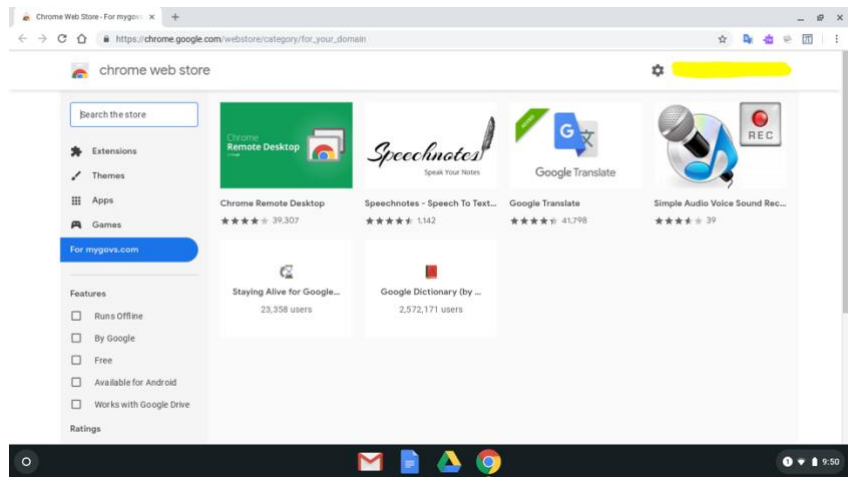 Chrome Web Store - For mygov
https://chrome.google.com/webstore/category/for_your_domain
chrome web store
Search the store
Extensions
Themes
Apps
Games
For mygovs.com
Features
Runs Offline
By Google
Free
Available for Android
Works with Google Drive
Ratings
Chrome
Remote Desktop
Chrome Remote Desktop
39,307
Speechnotes
Speak Your Notes
Speechnotes - Speech To Text...
1,142
G
Google Translate
Google Translate
41,798
REC
Simple Audio Voice Sound Rec...
39
Staying Alive for Google...
23,358 users
Google Dictionary (by ...
2,572,171 users
1
9:50